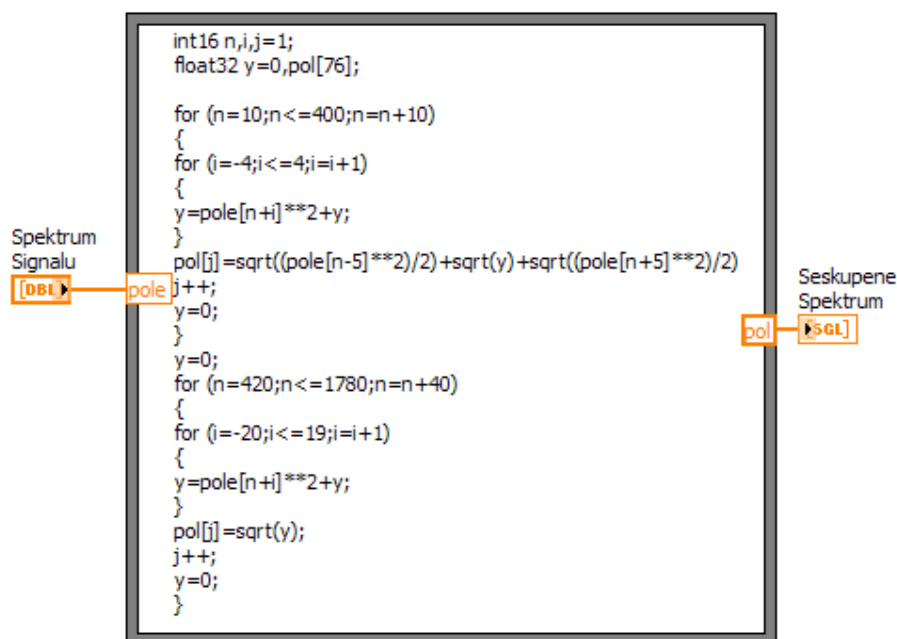 int16 n,i,j=1;
float32 y=0,pol[76];
for (n=10;n<=400;n=n+10)
{
for (i=-4;i<=4;i=i+1)
{
y=pole[n+i]**2+y;
}
pol[j]=sqrt((pole[n-5]**2)/2)+sqrt(y)+sqrt((pole[n+5]**2)/2)
j++;
y=0;
}
y=0;
for (n=420;n<=1780;n=n+40)
{
for (i=-20;i<=19;i=i+1)
{
y=pole[n+i]**2+y;
}
pol[j]=sqrt(y);
j++;
y=0;
}
Spektrum
Signalu
[DBL]
pole
pol
Seskupene
Spektrum
SGL]